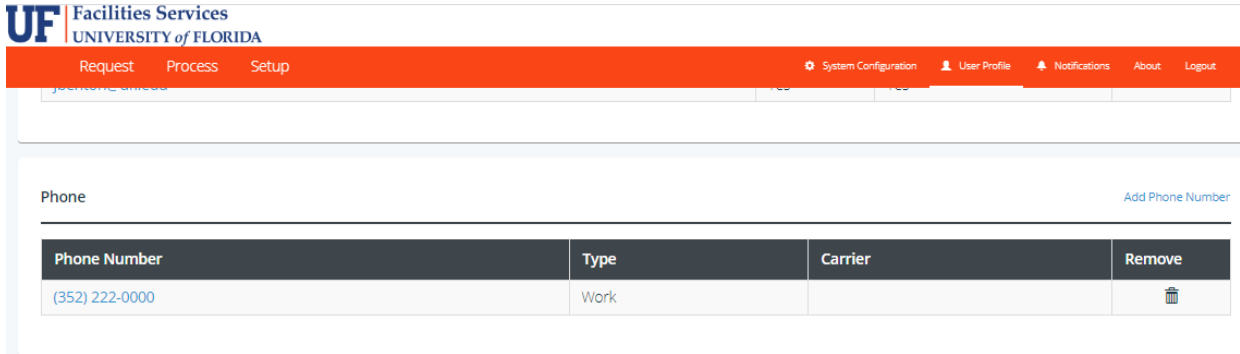 UF Facilities Services
UNIVERSITY of FLORIDA
Request Process Setup System Configuration User Profile Notifications About Logout
Phone Add Phone Number
Phone Number Type Carrier Remove
(352) 222-0000 Work